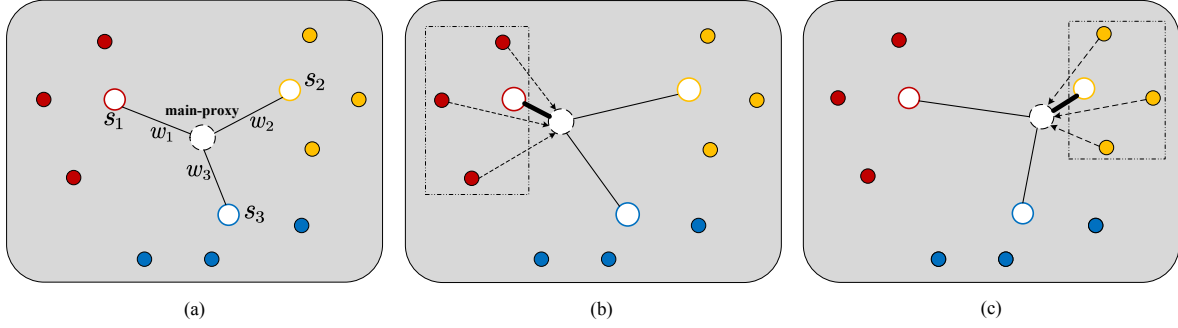 main-proxy
s₁
s₂
w₁
w₂
w₃
s₃
(a)
(b)
(c)